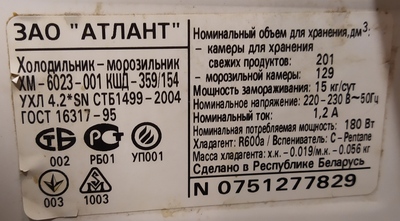 ЗАО "АТЛАНТ"
Холодильник - морозильник
ХМ - 6023-001 КШД-359/154
УХЛ 4.2* SN СТБ1499-2004
ГОСТ 16317-95
002 РБ01 УП001
003 1003
Номинальный объем для хранения, дм³:
- камеры для хранения
свежих продуктов 201
- морозильной камеры 129
Мощность замораживания 15 кг/сут
Номинальное напряжение 220-230 В~50Гц
Номинальный ток: 1,2 А
Номинальная потребляемая мощность: 180 Вт
Хладагент: R600a / Вспениватель: C-Pentane
Масса хладагента: х.к. -0.019/м.к -0.056 кг
Сделано в Республике Беларусь
N 0751277829